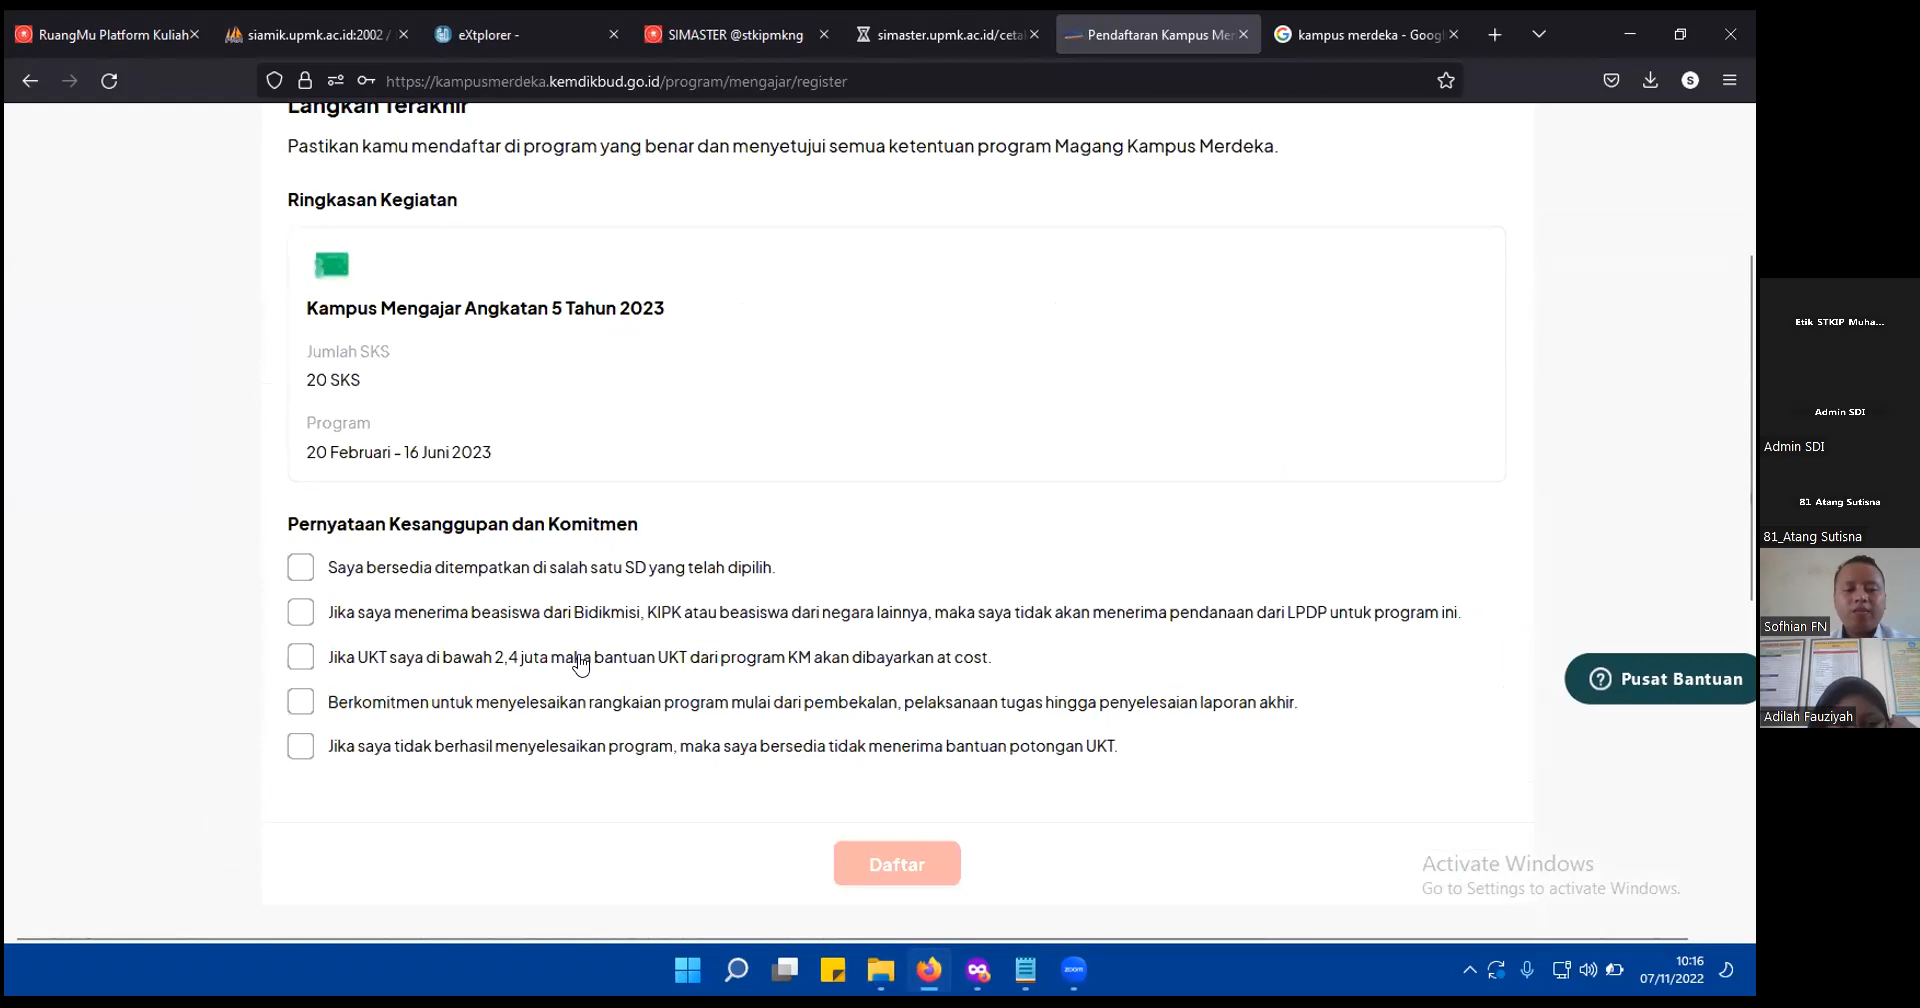 RuangMu Platform Kuliah
siamik.upmk.ac.id:2002 /
eXtplorer -
SIMASTER @stkipmkng
simaster.upmk.ac.id/ceta
Pendaftaran Kampus Me
kampus merdeka - Goog
https://kampusmerdeka.kemdikbud.go.id/program/mengajar/register
S
Langkah Terakhir
Pastikan kamu mendaftar di program yang benar dan menyetujui semua ketentuan program Magang Kampus Merdeka.
Ringkasan Kegiatan
Kampus Mengajar Angkatan 5 Tahun 2023
Jumlah SKS
20 SKS
Program
20 Februari - 16 Juni 2023
Pernyataan Kesanggupan dan Komitmen
Saya bersedia ditempatkan di salah satu SD yang telah dipilih.
Jika saya menerima beasiswa dari Bidikmisi, KIPK atau beasiswa dari negara lainnya, maka saya tidak akan menerima pendanaan dari LPDP untuk program ini.
Jika UKT saya di bawah 2,4 juta maka bantuan UKT dari program KM akan dibayarkan at cost.
Berkomitmen untuk menyelesaikan rangkaian program mulai dari pembekalan, pelaksanaan tugas hingga penyelesaian laporan akhir.
Jika saya tidak berhasil menyelesaikan program, maka saya bersedia tidak menerima bantuan potongan UKT.
Daftar
Pusat Bantuan
Activate Windows
Go to Settings to activate Windows.
Etik STKIP Muha...
Admin SDI
Admin SDI
81 Atang Sutisna
81_Atang Sutisna
Sofhian FN
Adilah Fauziyah
zoom
10:16
07/11/2022